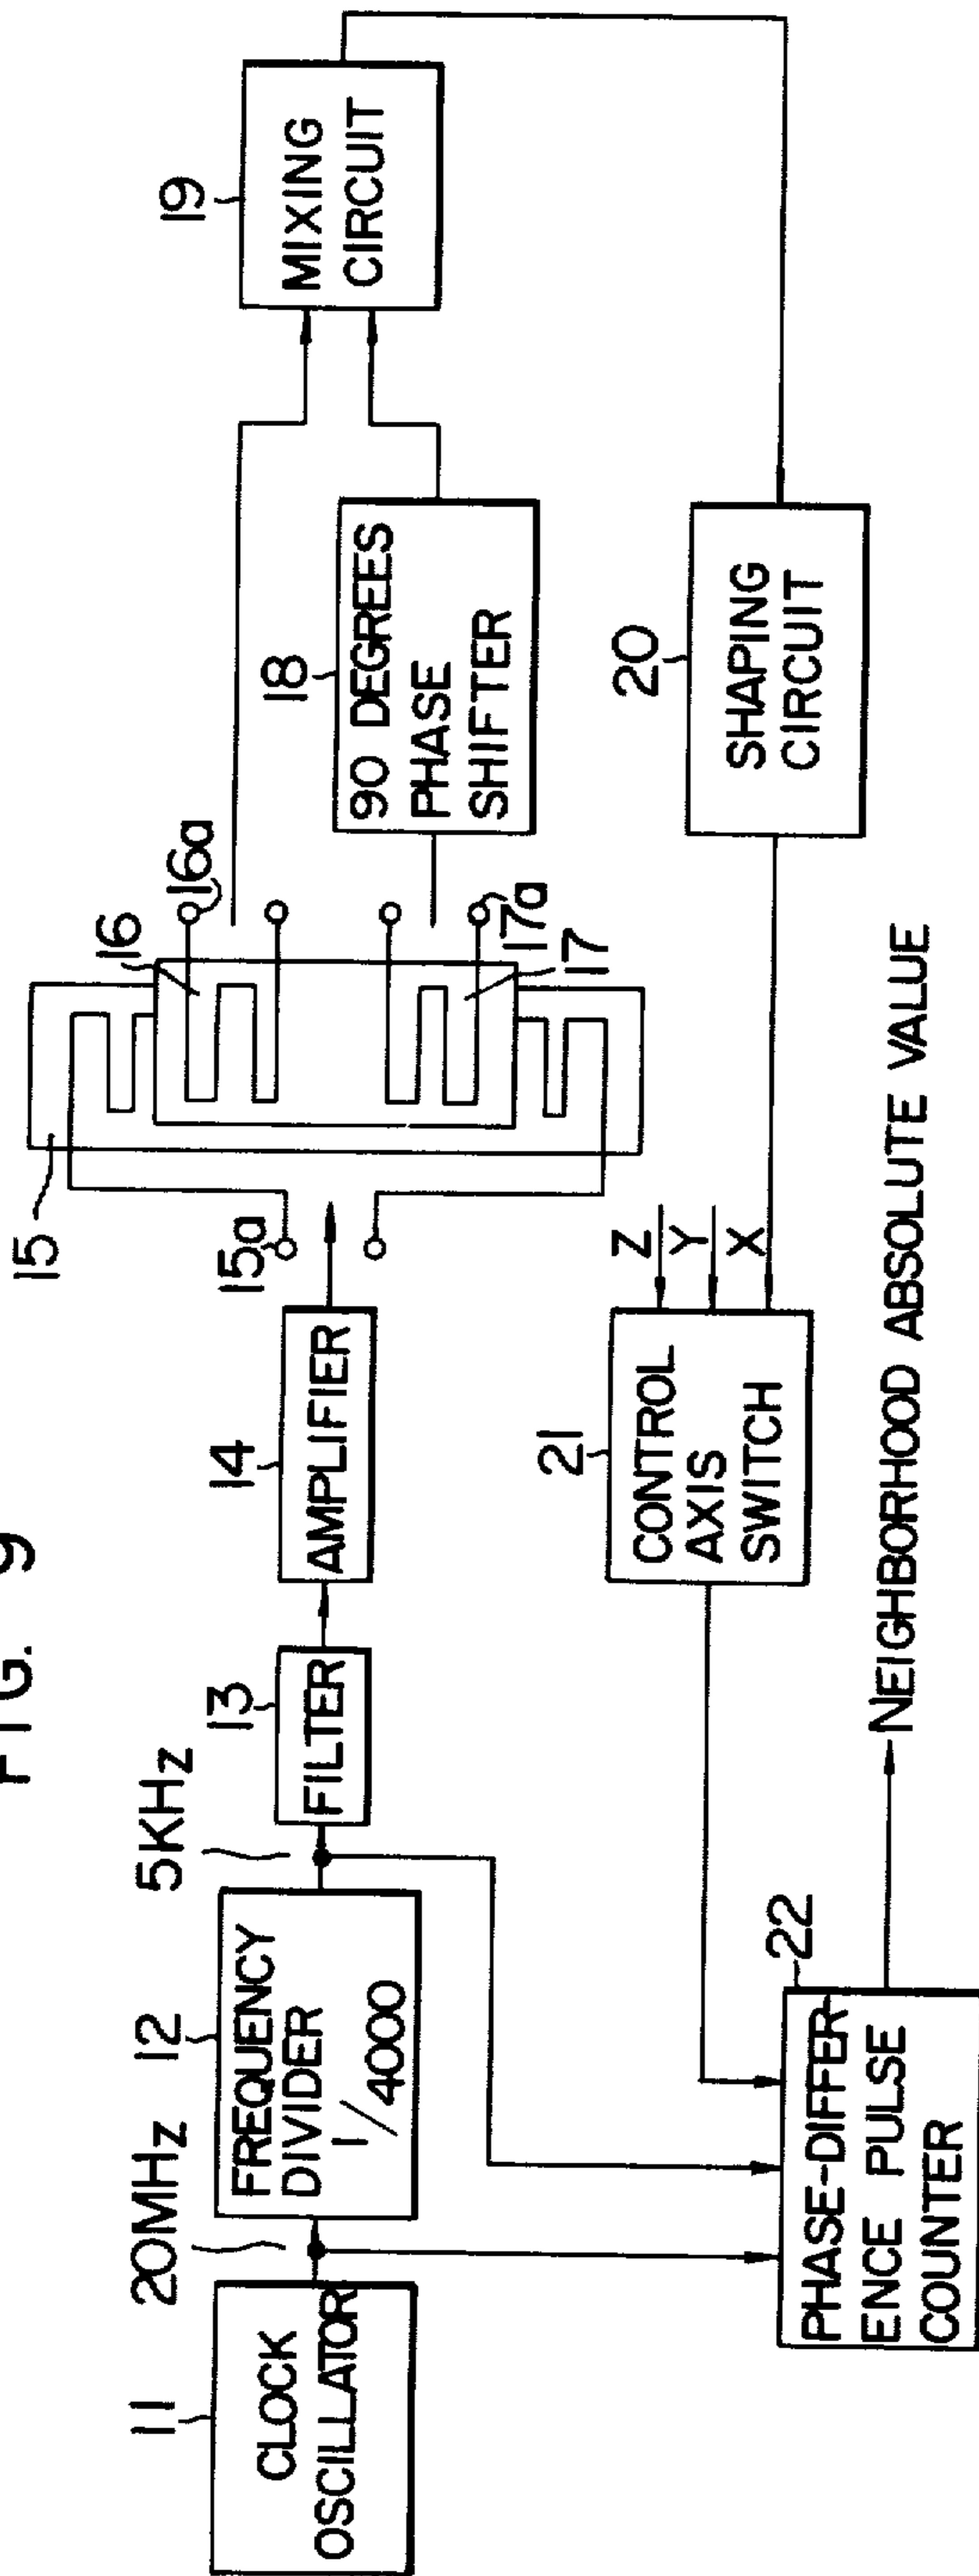 FIG. 9
11
CLOCK
OSCILLATOR
20MHz
12
FREQUENCY
DIVIDER
1/4000
5KHz
13
FILTER
14
AMPLIFIER
15
15a
16
16a
17a
17
18
90 DEGREES
PHASE
SHIFTER
19
MIXING
CIRCUIT
20
SHAPING
CIRCUIT
Z
Y
X
21
CONTROL
AXIS
SWITCH
22
PHASE-DIFFER-
ENCE PULSE
COUNTER
NEIGHBORHOOD ABSOLUTE VALUE